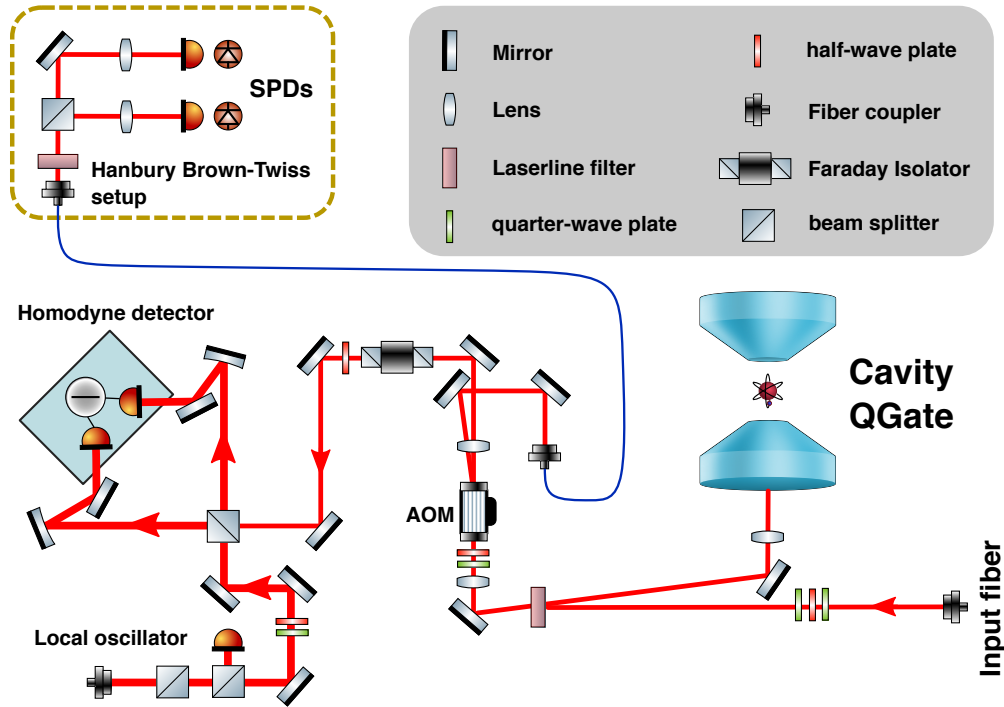 SPDs
Hanbury Brown-Twiss
setup
Mirror
half-wave plate
Lens
Fiber coupler
Laserline filter
Faraday Isolator
quarter-wave plate
beam splitter
Homodyne detector
Cavity
QGate
AOM
Local oscillator
Input fiber